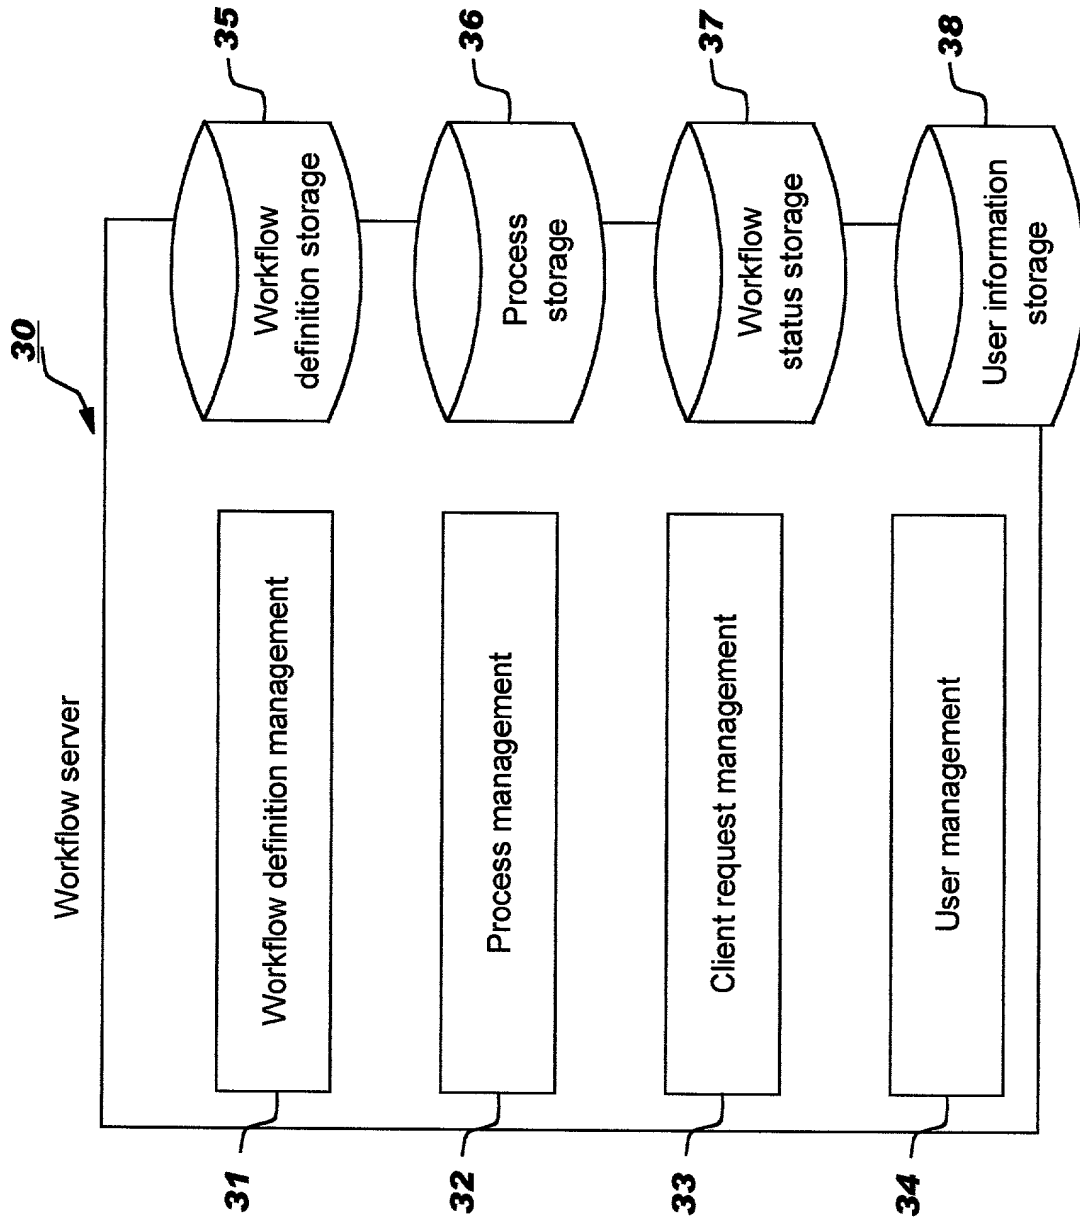 30
Workflow server
31
Workflow definition management
Workflow
definition storage
35
32
Process management
Process
storage
36
33
Client request management
Workflow
status storage
37
34
User management
User information
storage
38